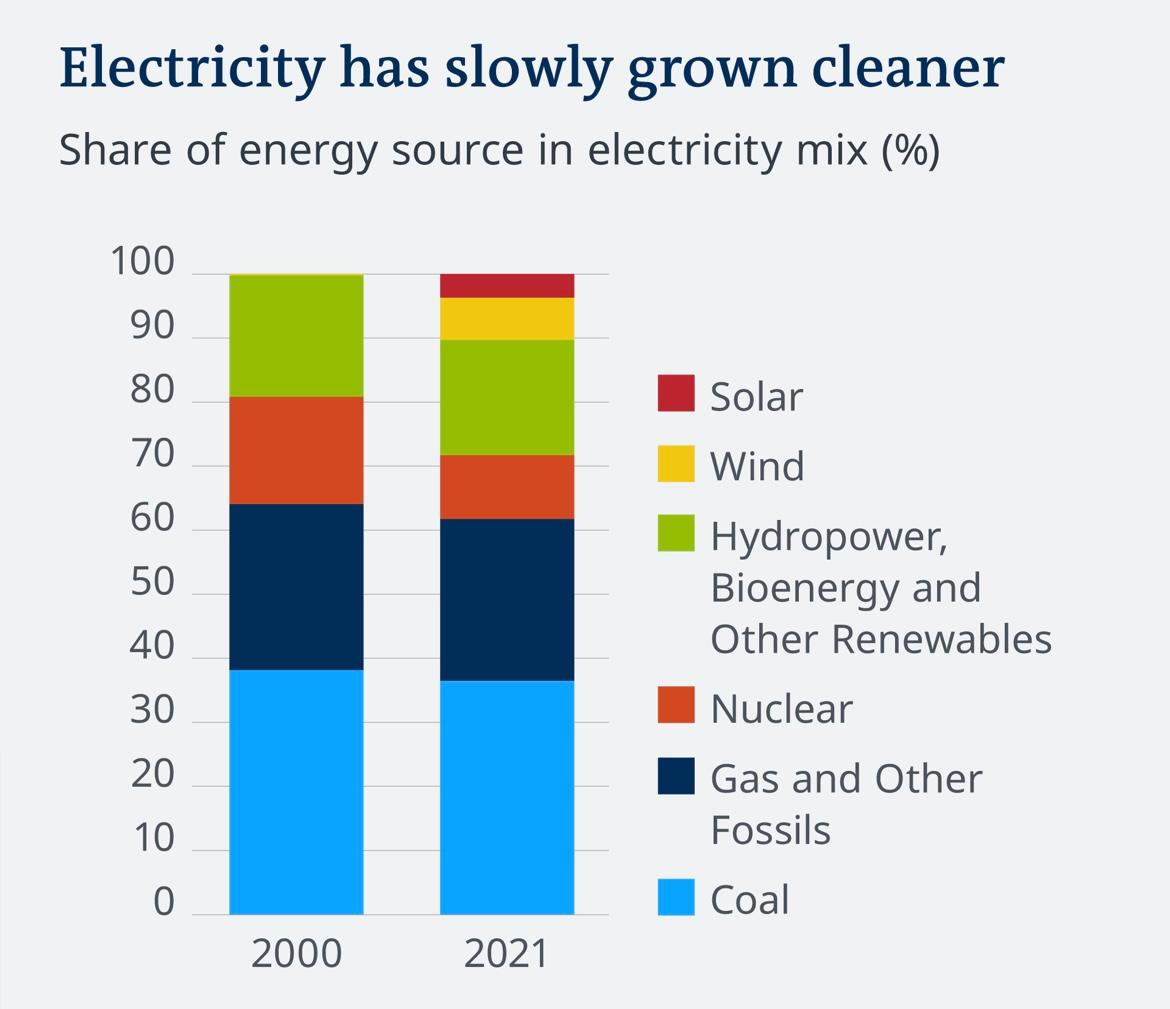 Electricity has slowly grown cleaner
Share of energy source in electricity mix (%)
100
90
80
70
60
50
40
30
20
10
0
2000 2021
Solar
Wind
Hydropower,
Bioenergy and
Other Renewables
Nuclear
Gas and Other
Fossils
Coal